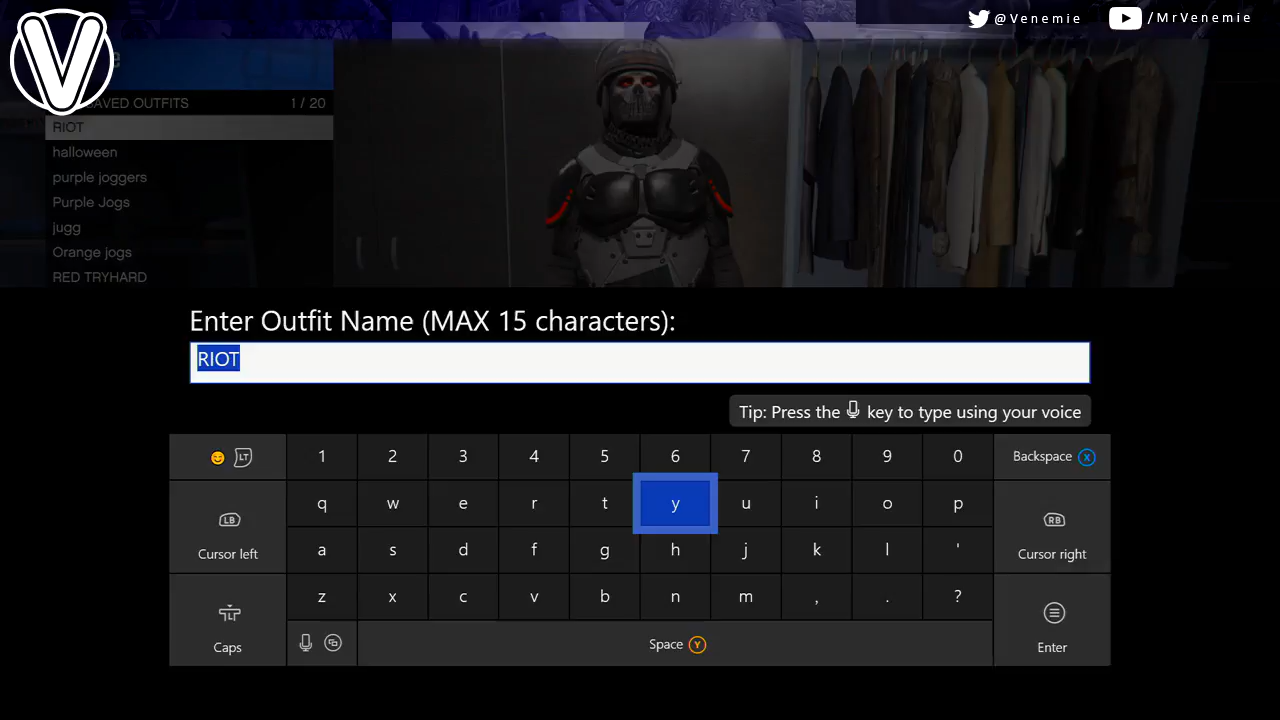 @Venemie
/MrVenemie
V
e
SAVED OUTFITS 1 / 20
RIOT
halloween
purple joggers
Purple Jogs
jugg
Orange jogs
RED TRYHARD
Enter Outfit Name (MAX 15 characters):
RIOT
Tip: Press the key to type using your voice
LT 1 2 3 4 5 6 7 8 9 0 Backspace X
LB Cursor left q w e r t y u i o p RB Cursor right
a s d f g h j k l '
Caps z x c v b n m , . ? Enter
Space Y